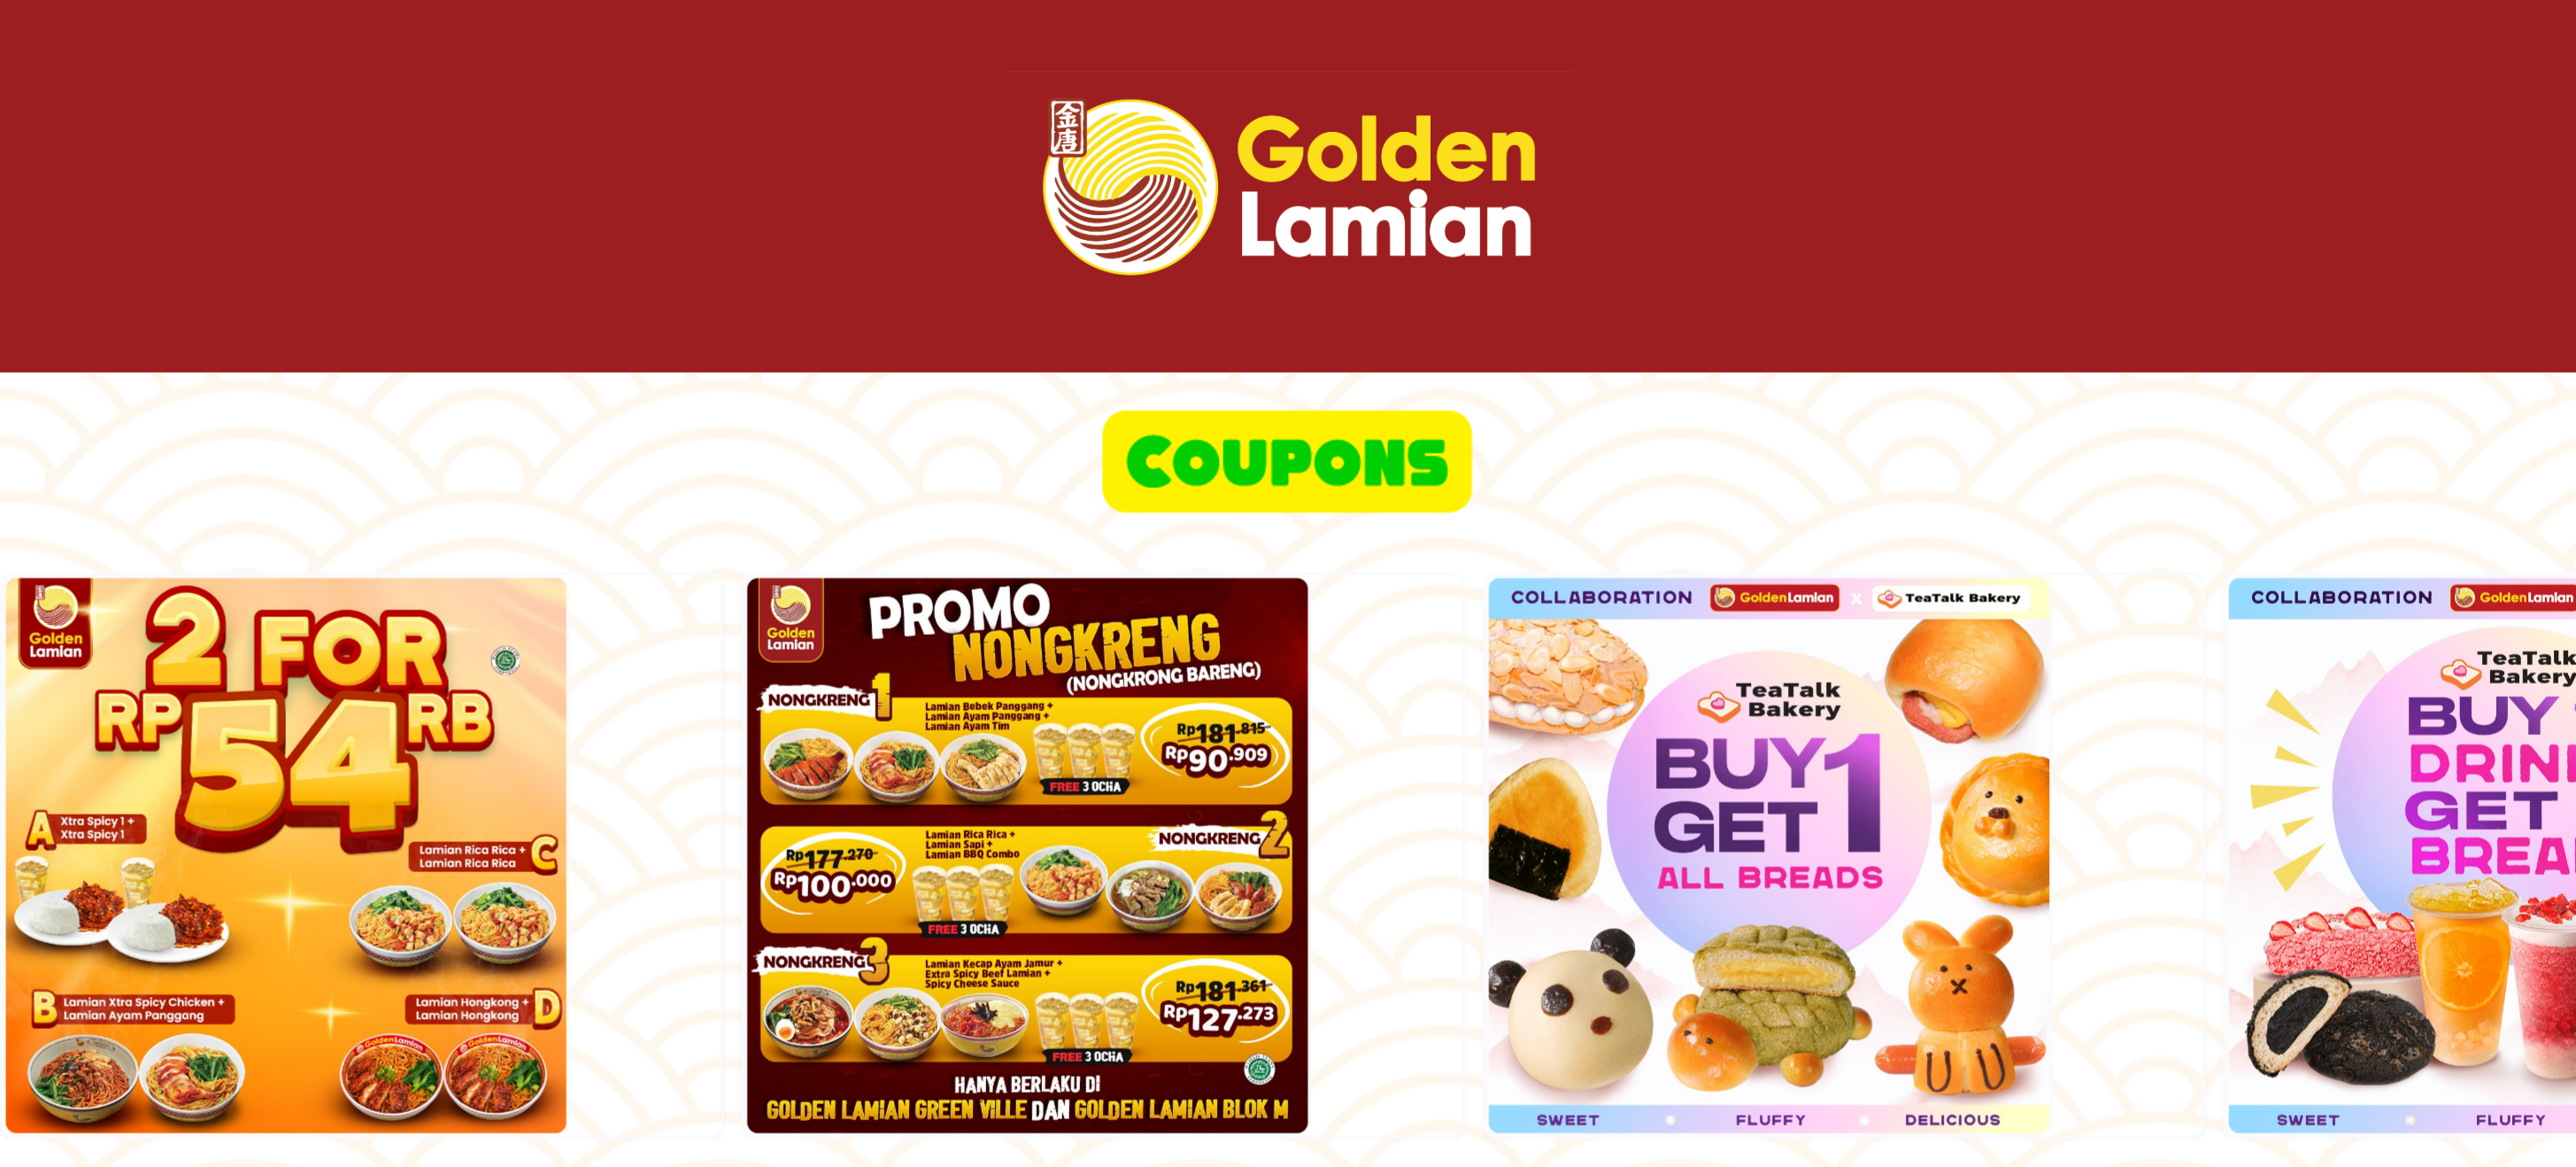 金唐
Golden
Lamian
COUPONS
Golden
Lamian
2 FOR
RP 54 RB
A
Xtra Spicy 1 +
Xtra Spicy 1
Lamian Rica Rica +
Lamian Rica Rica
C
B
Lamian Xtra Spicy Chicken +
Lamian Ayam Panggang
Lamian Hongkong +
Lamian Hongkong
D
GoldenLamian
GoldenLamian
Golden
Lamian
PROMO
NONGKRENG
(NONGKRONG BARENG)
NONGKRENG 1
Lamian Bebek Panggang +
Lamian Ayam Panggang +
Lamian Ayam Tim
FREE 3 OCHA
Rp181.815
Rp90.909
Rp177.270
Rp100.000
Lamian Rica Rica +
Lamian Sapi +
Lamian BBQ Combo
FREE 3 OCHA
NONGKRENG 2
NONGKRENG 3
Lamian Kecap Ayam Jamur +
Extra Spicy Beef Lamian +
Spicy Cheese Sauce
FREE 3 OCHA
Rp181.361
Rp127.273
HANYA BERLAKU DI
GOLDEN LAMIAN GREEN VILLE DAN GOLDEN LAMIAN BLOK M
COLLABORATION GoldenLamian X TeaTalk Bakery
TeaTalk
Bakery
BUY 1
GET 1
ALL BREADS
SWEET FLUFFY DELICIOUS
COLLABORATION GoldenLamian
TeaTalk
Bakery
BUY
DRIN
GET
BREA
SWEET FLUFFY